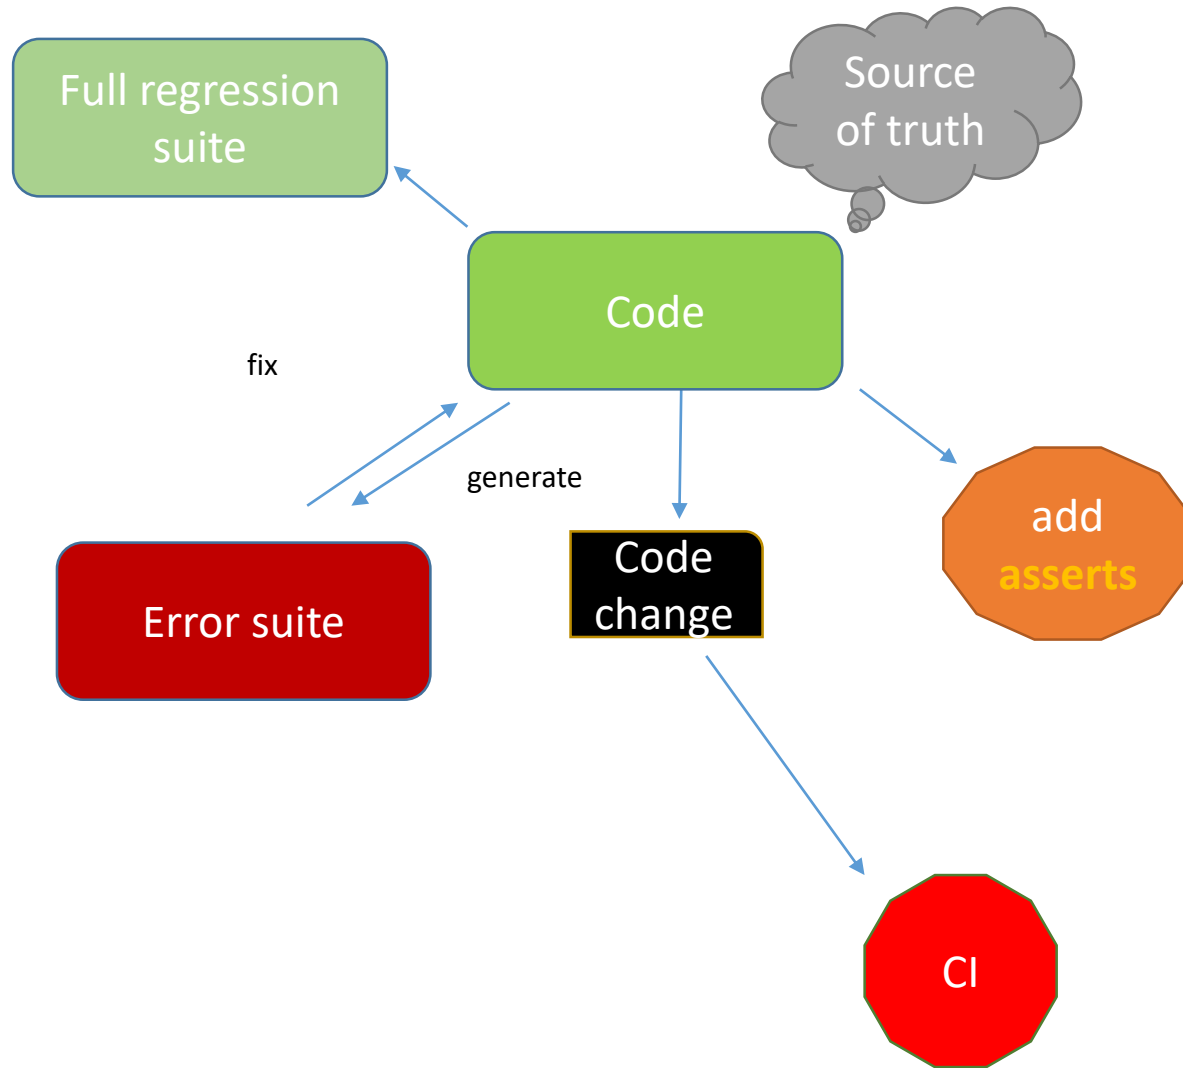 Full regression
suite
Source
of truth
Code
fix
generate
Error suite
Code
change
add
asserts
CI